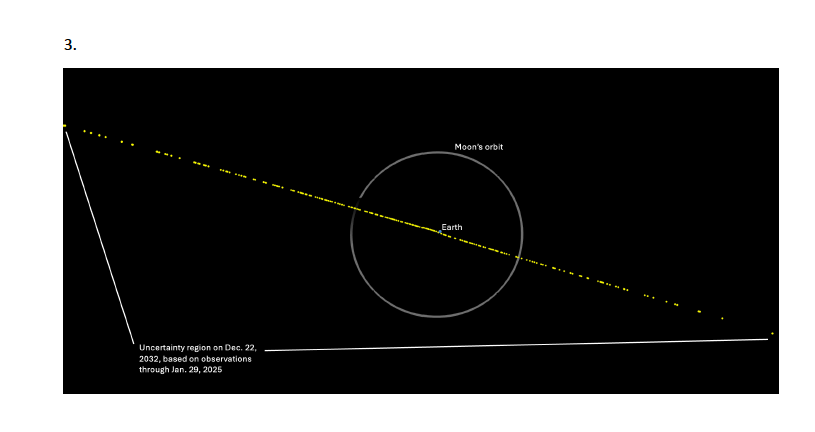 3.
Moon's orbit
Earth
Uncertainty region on Dec. 22,
2032, based on observations
through Jan. 29, 2025